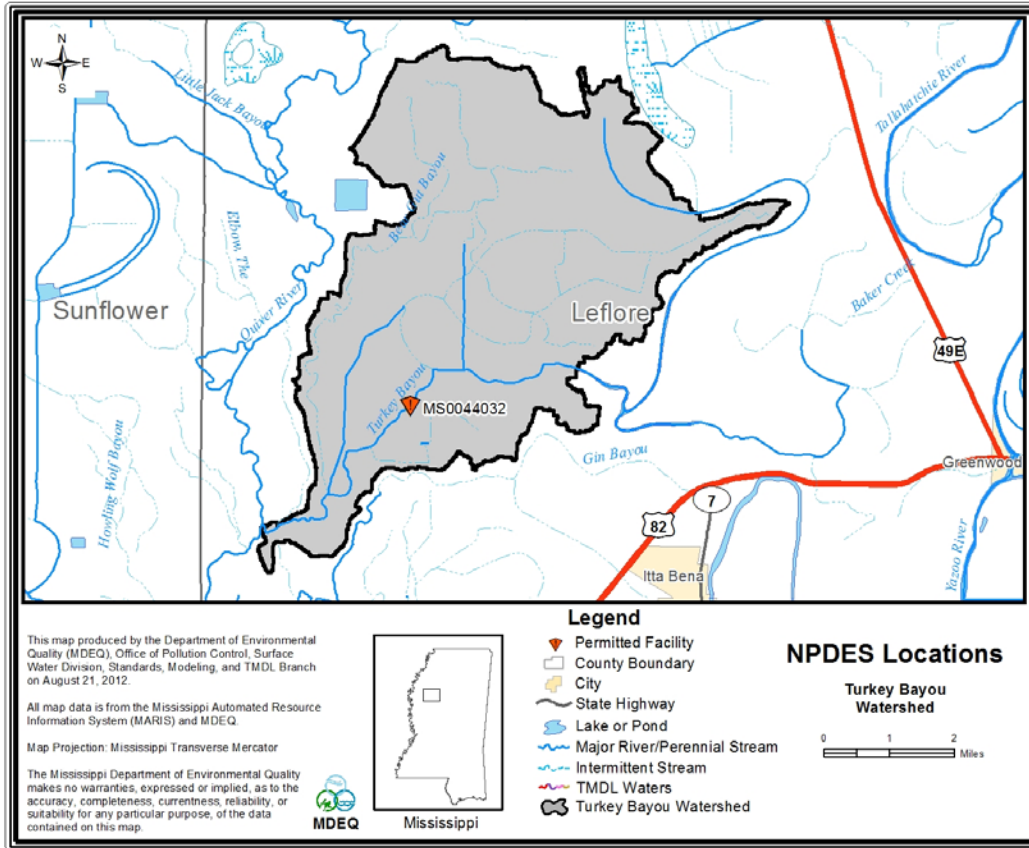 N
W E
S
Little Jack Bayou
Tallahatchie River
Elbow, The
Sunflower
Quiver River
Leflore
Baker Creek
49E
Turkey Bayou
MS0044032
Howling Wolf Bayou
Gin Bayou
Greenwood
7
82
Itta Bena
Yazoo River
This map produced by the Department of Environmental
Quality (MDEQ), Office of Pollution Control, Surface
Water Division, Standards, Modeling, and TMDL Branch
on August 21, 2012.
All map data is from the Mississippi Automated Resource
Information System (MARIS) and MDEQ.
Map Projection: Mississippi Transverse Mercator
The Mississippi Department of Environmental Quality
makes no warranties, expressed or implied, as to the
accuracy, completeness, currentness, reliability, or
suitability for any particular purpose, of the data
contained on this map.
MDEQ
Mississippi
Legend
Permitted Facility
County Boundary
City
State Highway
Lake or Pond
Major River/Perennial Stream
Intermittent Stream
TMDL Waters
Turkey Bayou Watershed
NPDES Locations
Turkey Bayou
Watershed
0 1 2
Miles